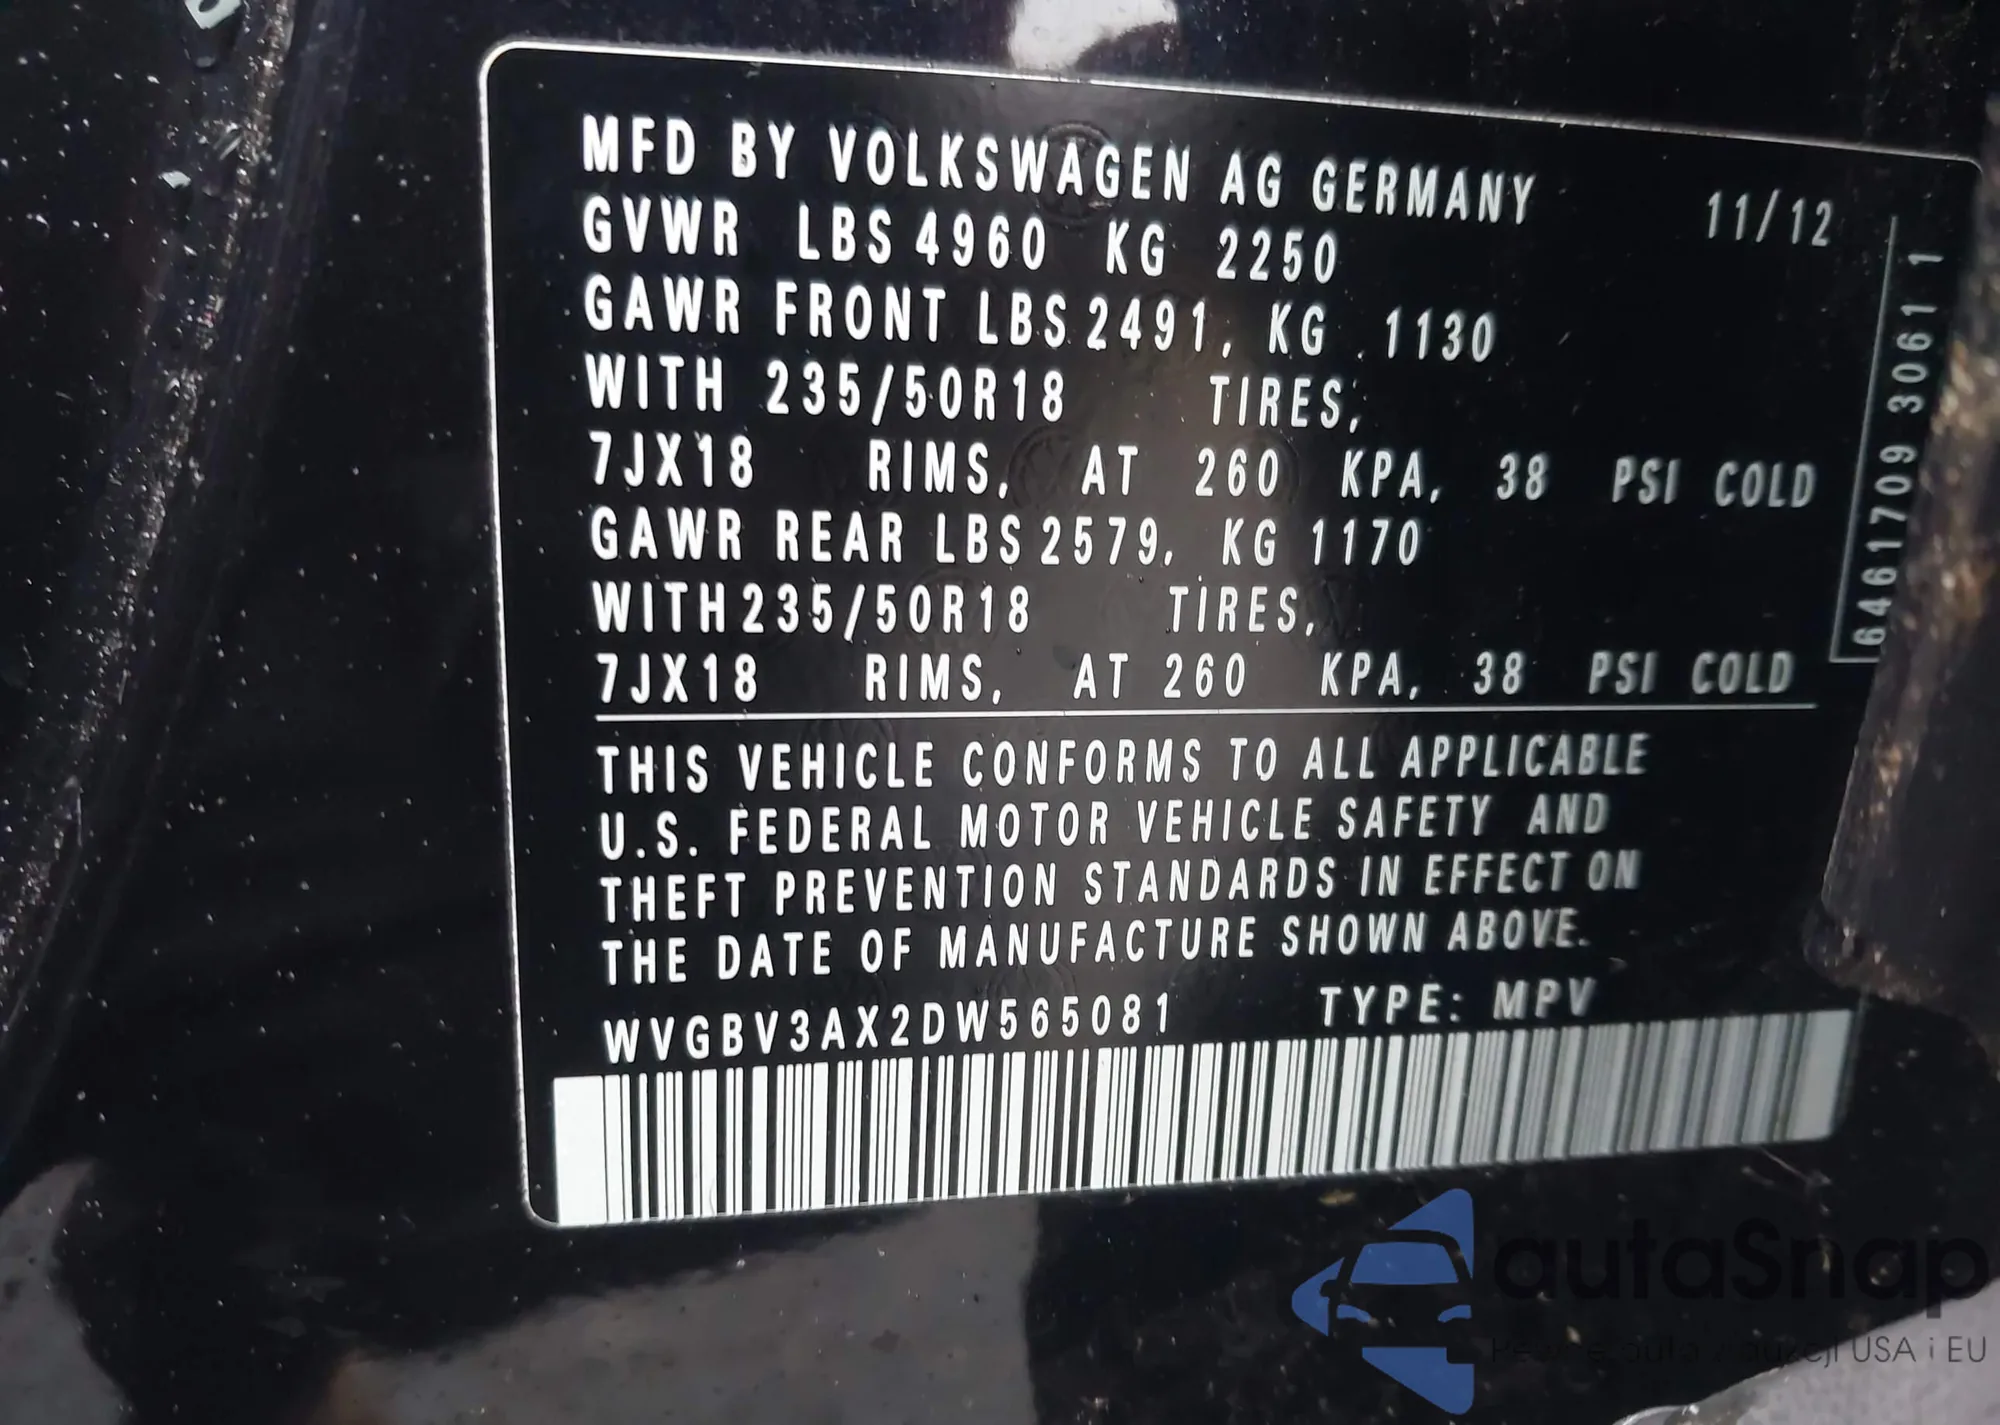 MFD BY VOLKSWAGEN AG GERMANY 11/12
GVWR LBS 4960 KG 2250
GAWR FRONT LBS 2491, KG 1130
WITH 235/50R18 TIRES,
7JX18 RIMS, AT 260 KPA, 38 PSI COLD
GAWR REAR LBS 2579, KG 1170
WITH235/50R18 TIRES,
7JX18 RIMS, AT 260 KPA, 38 PSI COLD
THIS VEHICLE CONFORMS TO ALL APPLICABLE
U.S. FEDERAL MOTOR VEHICLE SAFETY AND
THEFT PREVENTION STANDARDS IN EFFECT ON
THE DATE OF MANUFACTURE SHOWN ABOVE.
WVGBV3AX2DW565081 TYPE: MPV
6461709 3061 1
autaSnap
auta z aukcji USA i EU